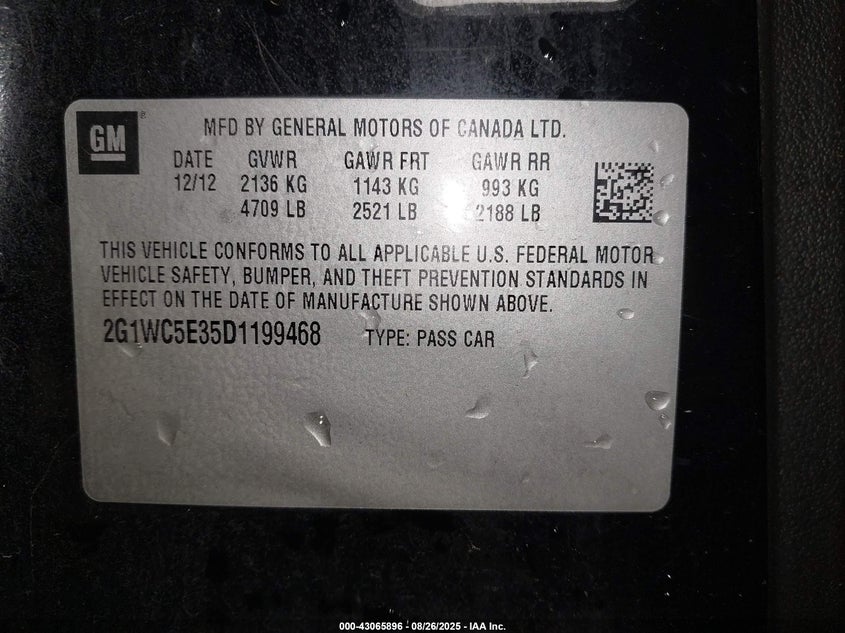 GM ®
MFD BY GENERAL MOTORS OF CANADA LTD.
DATE GVWR GAWR FRT GAWR RR
12/12 2136 KG 1143 KG 993 KG
4709 LB 2521 LB 2188 LB
THIS VEHICLE CONFORMS TO ALL APPLICABLE U.S. FEDERAL MOTOR
VEHICLE SAFETY, BUMPER, AND THEFT PREVENTION STANDARDS IN
EFFECT ON THE DATE OF MANUFACTURE SHOWN ABOVE.
2G1WC5E35D1199468 TYPE: PASS CAR
000-43065896 - 08/26/2025 - IAA Inc.